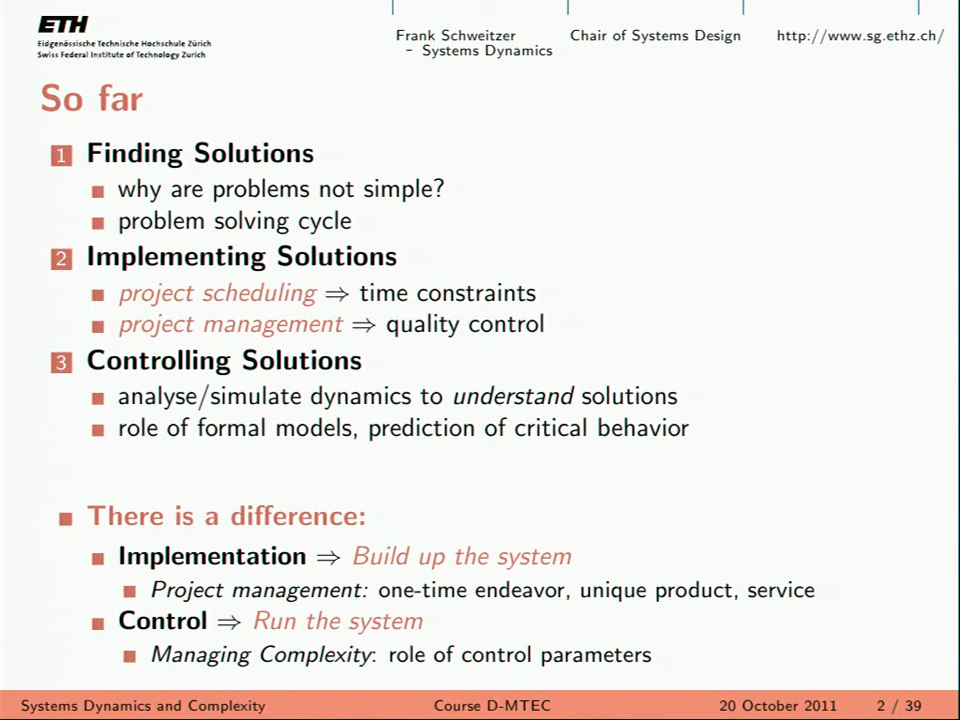 ETH
Eidgenössische Technische Hochschule Zürich
Swiss Federal Institute of Technology Zurich
Frank Schweitzer
– Systems Dynamics
Chair of Systems Design
http://www.sg.ethz.ch/
So far
1 Finding Solutions
why are problems not simple?
problem solving cycle
2 Implementing Solutions
project scheduling ⇒ time constraints
project management ⇒ quality control
3 Controlling Solutions
analyse/simulate dynamics to understand solutions
role of formal models, prediction of critical behavior
There is a difference:
Implementation ⇒ Build up the system
Project management: one-time endeavor, unique product, service
Control ⇒ Run the system
Managing Complexity: role of control parameters
Systems Dynamics and Complexity
Course D-MTEC
20 October 2011
2 / 39